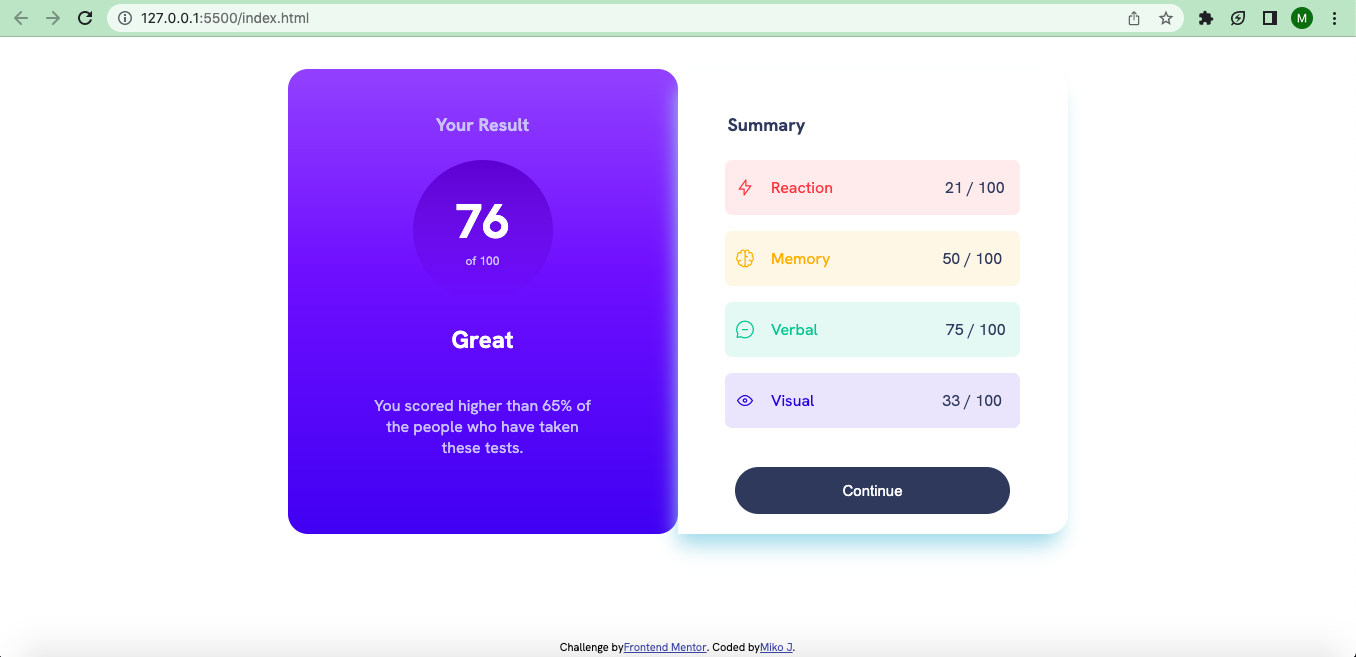 127.0.0.1:5500/index.html
M
Your Result
76
of 100
Great
You scored higher than 65% of
the people who have taken
these tests.
Summary
Reaction 21 / 100
Memory 50 / 100
Verbal 75 / 100
Visual 33 / 100
Continue
Challenge byFrontend Mentor. Coded byMiko J.